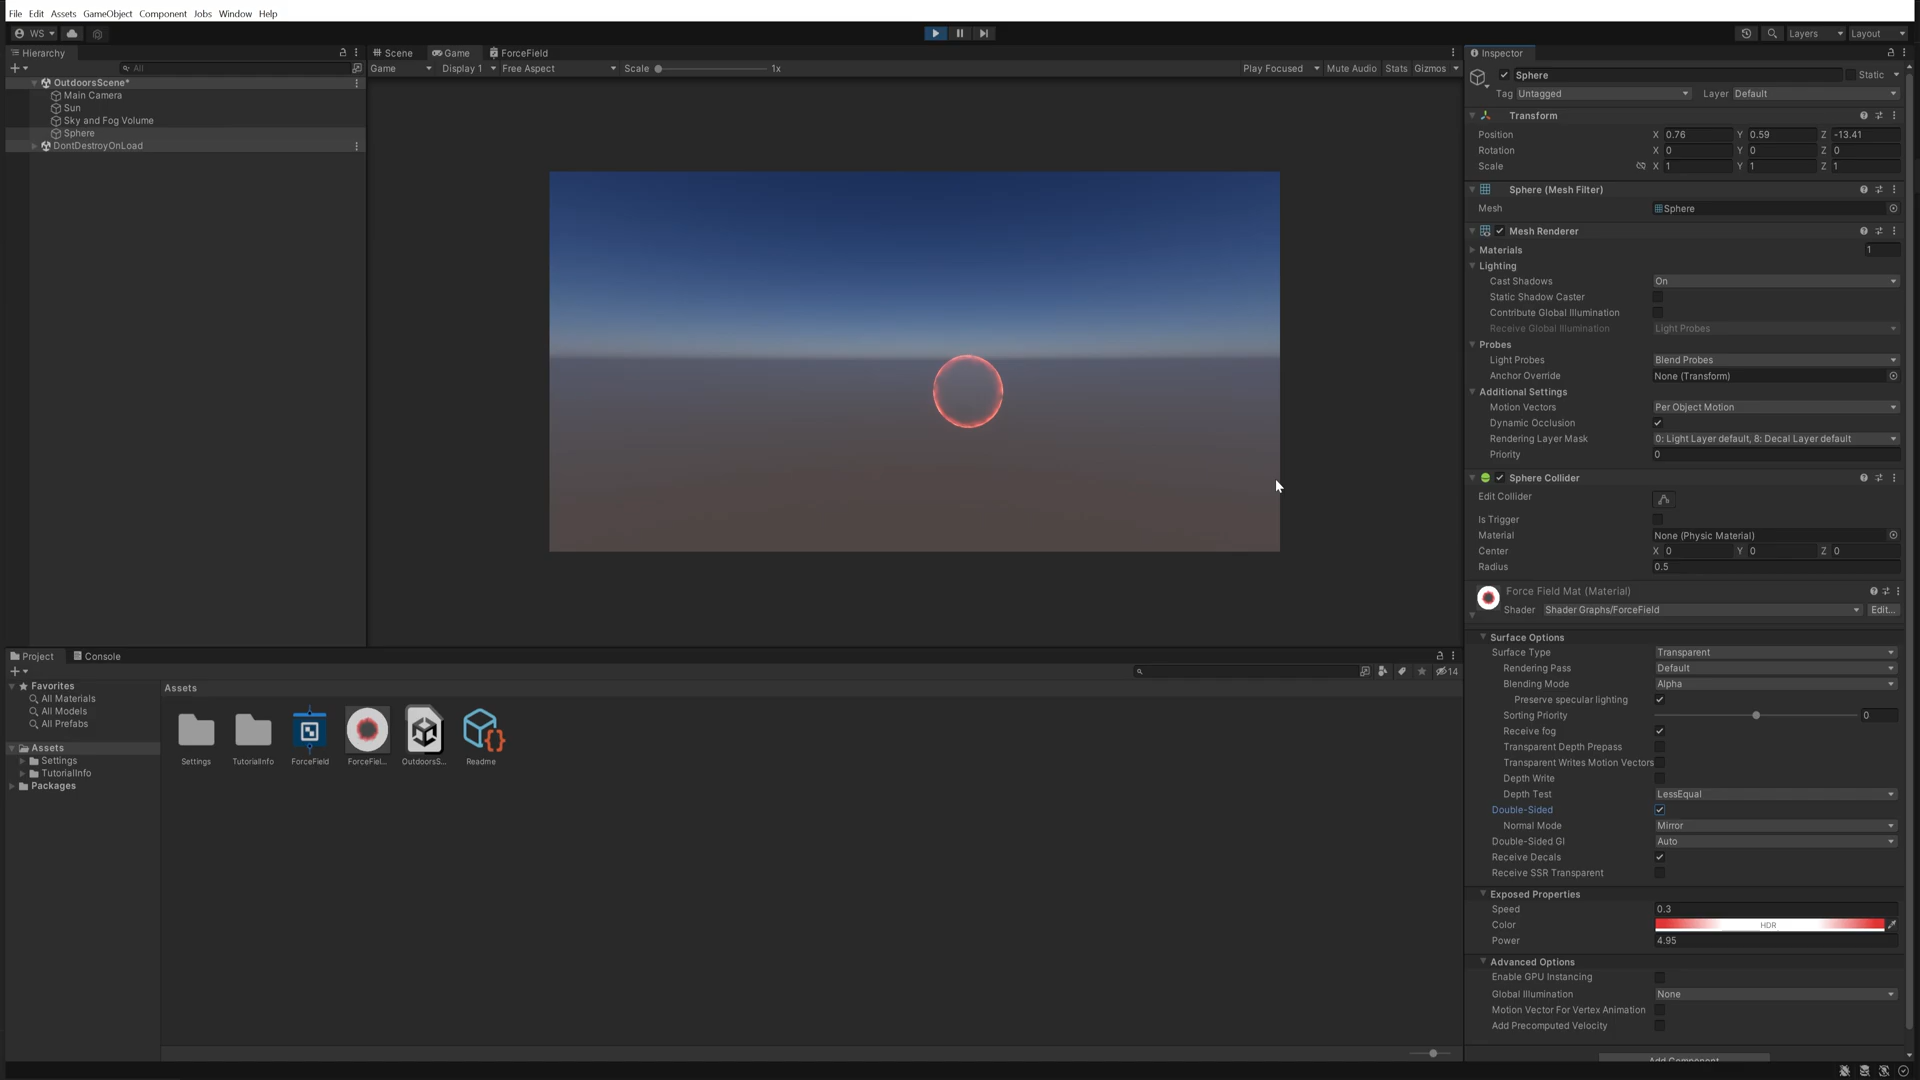 File Edit Assets GameObject Component Jobs Window Help
WS Layers Layout
Hierarchy Scene Game ForceField Inspector
All Game Display 1 Free Aspect Scale 1x Play Focused Mute Audio Stats Gizmos
OutdoorsScene*
Main Camera
Sun
Sky and Fog Volume
Sphere
DontDestroyOnLoad
Sphere Static
Tag Untagged Layer Default
Transform
Position X 0.76 Y 0.59 Z -13.41
Rotation X 0 Y 0 Z 0
Scale X 1 Y 1 Z 1
Sphere (Mesh Filter)
Mesh Sphere
Mesh Renderer
Materials 1
Lighting
Cast Shadows On
Static Shadow Caster
Contribute Global Illumination
Receive Global Illumination Light Probes
Probes
Light Probes Blend Probes
Anchor Override None (Transform)
Additional Settings
Motion Vectors Per Object Motion
Dynamic Occlusion
Rendering Layer Mask 0: Light Layer default, 8: Decal Layer default
Priority 0
Sphere Collider
Edit Collider
Is Trigger
Material None (Physic Material)
Center X 0 Y 0 Z 0
Radius 0.5
Force Field Mat (Material)
Shader Shader Graphs/ForceField Edit...
Surface Options
Surface Type Transparent
Rendering Pass Default
Blending Mode Alpha
Preserve specular lighting
Sorting Priority 0
Receive fog
Transparent Depth Prepass
Transparent Writes Motion Vectors
Depth Write
Depth Test LessEqual
Double-Sided
Normal Mode Mirror
Double-Sided GI Auto
Receive Decals
Receive SSR Transparent
Exposed Properties
Speed 0.3
Color HDR
Power 4.95
Advanced Options
Enable GPU Instancing
Global Illumination None
Motion Vector For Vertex Animation
Add Precomputed Velocity
Add Component
Project Console
14
Favorites
All Materials
All Models
All Prefabs
Assets
Settings
TutorialInfo
Packages
Assets
Settings TutorialInfo ForceField ForceFiel... OutdoorsS... Readme